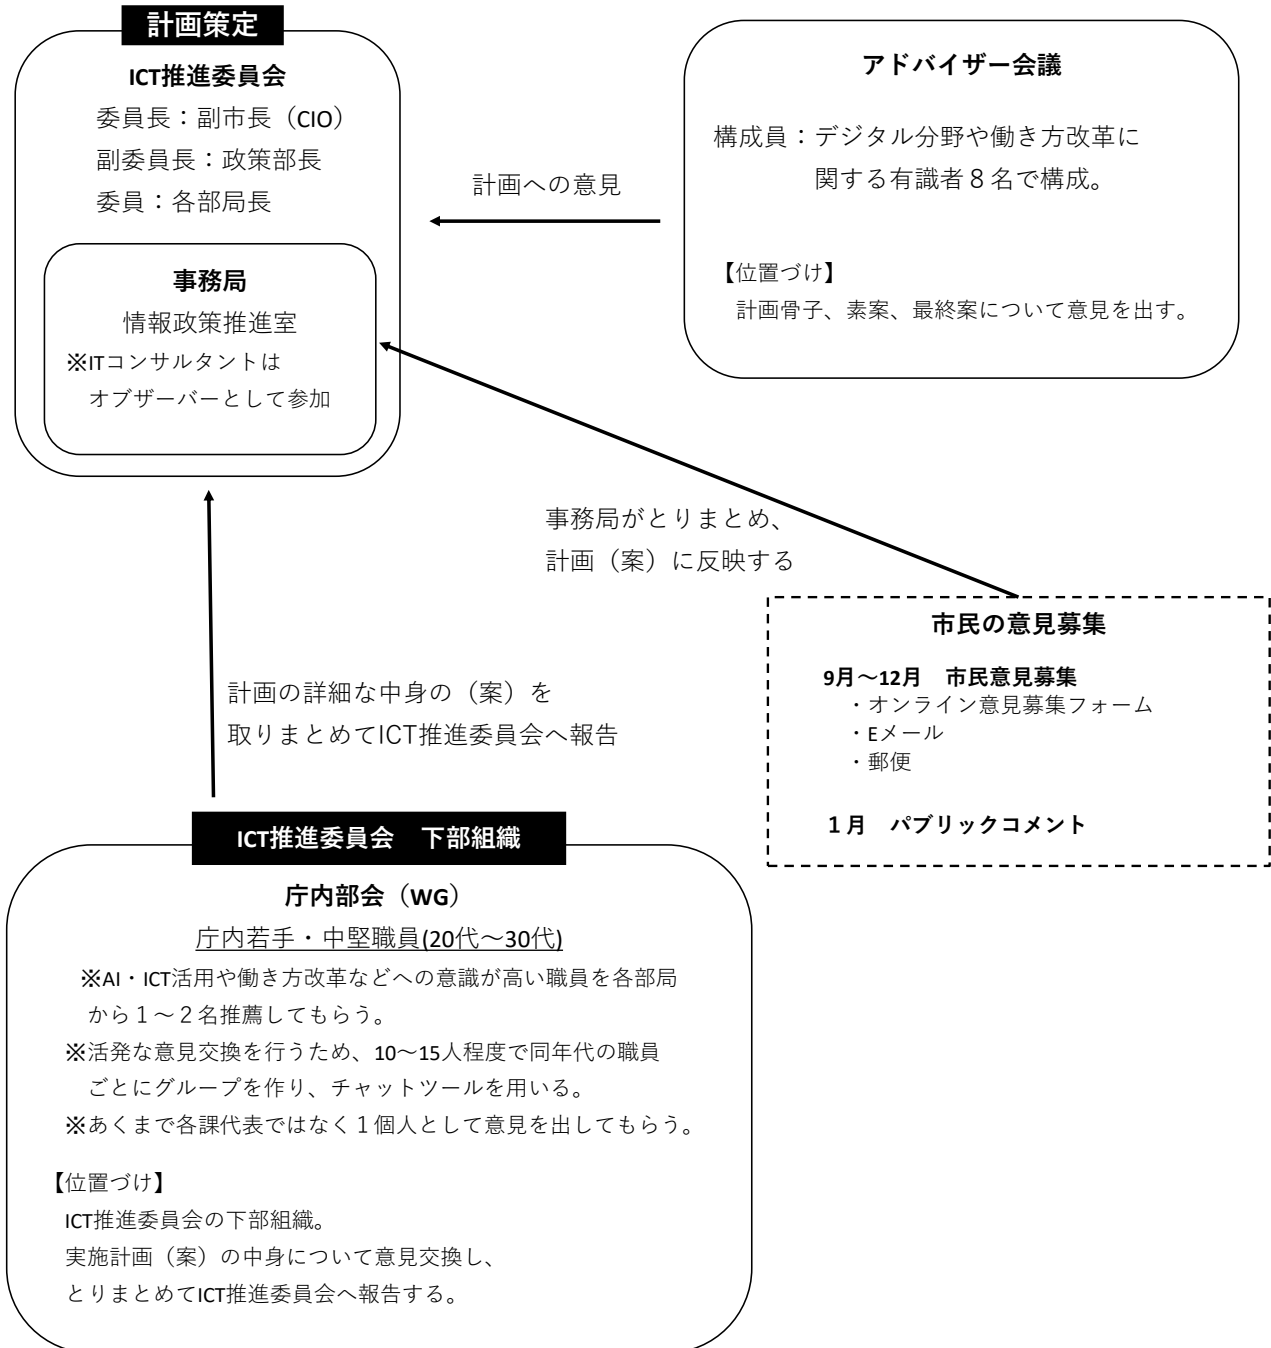 計画策定
ICT推進委員会
委員長：副市長（CIO）
副委員長：政策部長
委員：各部局長
事務局
情報政策推進室
※ITコンサルタントは
オブザーバーとして参加
計画への意見
アドバイザー会議
構成員：デジタル分野や働き方改革に
関する有識者８名で構成。
【位置づけ】
計画骨子、素案、最終案について意見を出す。
事務局がとりまとめ、
計画（案）に反映する
市民の意見募集
9月～12月　市民意見募集
・オンライン意見募集フォーム
・Eメール
・郵便
１月　パブリックコメント
計画の詳細な中身の（案）を
取りまとめてICT推進委員会へ報告
ICT推進委員会　下部組織
庁内部会（WG）
庁内若手・中堅職員(20代～30代)
※AI・ICT活用や働き方改革などへの意識が高い職員を各部局
から１～２名推薦してもらう。
※活発な意見交換を行うため、10～15人程度で同年代の職員
ごとにグループを作り、チャットツールを用いる。
※あくまで各課代表ではなく１個人として意見を出してもらう。
【位置づけ】
ICT推進委員会の下部組織。
実施計画（案）の中身について意見交換し、
とりまとめてICT推進委員会へ報告する。